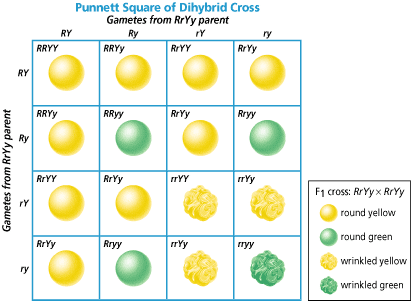 Punnett Square of Dihybrid Cross
Gametes from RrYy parent
RY Ry rY ry
Gametes from RrYy parent
RY
RRYY RRYy RrYY RrYy
Ry
RRYy RRyy RrYy Rryy
rY
RrYY RrYy rrYY rrYy
ry
RrYy Rryy rrYy rryy
F1 cross: RrYy × RrYy
round yellow
round green
wrinkled yellow
wrinkled green